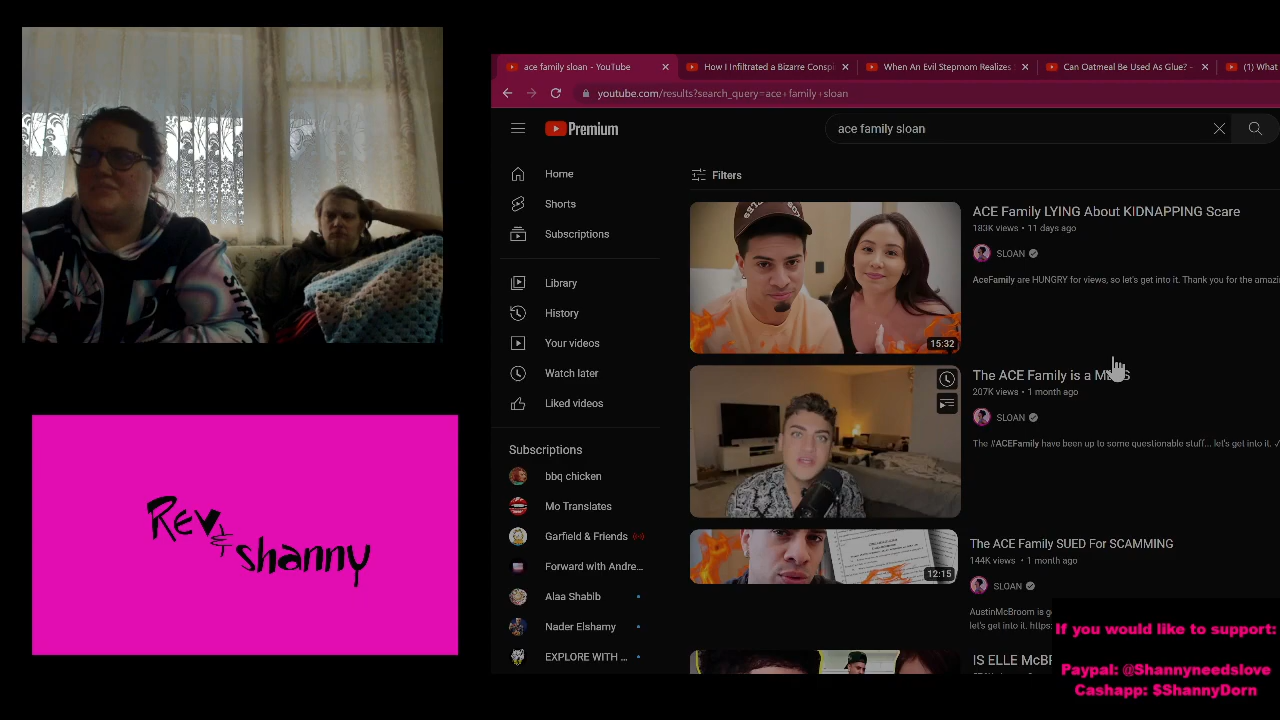 ace family sloan - YouTube
How I Infiltrated a Bizarre Conspi
When An Evil Stepmom Realizes
Can Oatmeal Be Used As Glue? -
(1) What
youtube.com/results?search_query=ace+family+sloan
Premium
ace family sloan
Home
Shorts
Subscriptions
Library
History
Your videos
Watch later
Liked videos
Subscriptions
bbq chicken
Mo Translates
Garfield & Friends
Forward with Andre...
Alaa Shabib
Nader Elshamy
EXPLORE WITH ...
Filters
15:32
ACE Family LYING About KIDNAPPING Scare
183K views • 11 days ago
SLOAN
AceFamily are HUNGRY for views, so let's get into it. Thank you for the amazi
The ACE Family is a
207K views • 1 month ago
SLOAN
The #ACEFamily have been up to some questionable stuff... let's get into it.
12:15
The ACE Family SUED For SCAMMING
144K views • 1 month ago
SLOAN
AustinMcBroom is g
let's get into it. https:
IS ELLE McBR
Rev
&
shanny
If you would like to support:
Paypal: @Shannyneedslove
Cashapp: $ShannyDorn